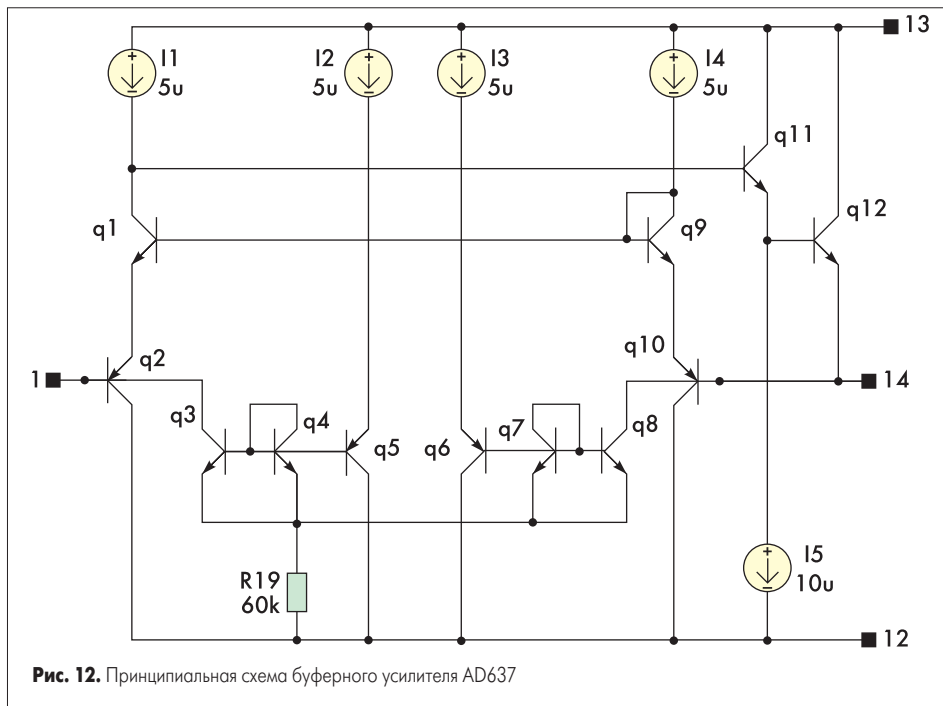 13
I1
5u
I2
5u
I3
5u
I4
5u
q11
q12
q1
q9
q2
q10
1
14
q3
q4
q5
q6
q7
q8
I5
10u
R19
60k
12
Рис. 12. Принципиальная схема буферного усилителя AD637